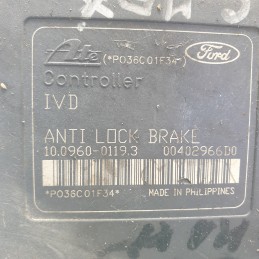 Ate (*P036C01F34*) Ford
Controller
IVD
ANTI LOCK BRAKE
10.0960-0119.3 00402966D0
*P036C01F34* MADE IN PHILIPPINES